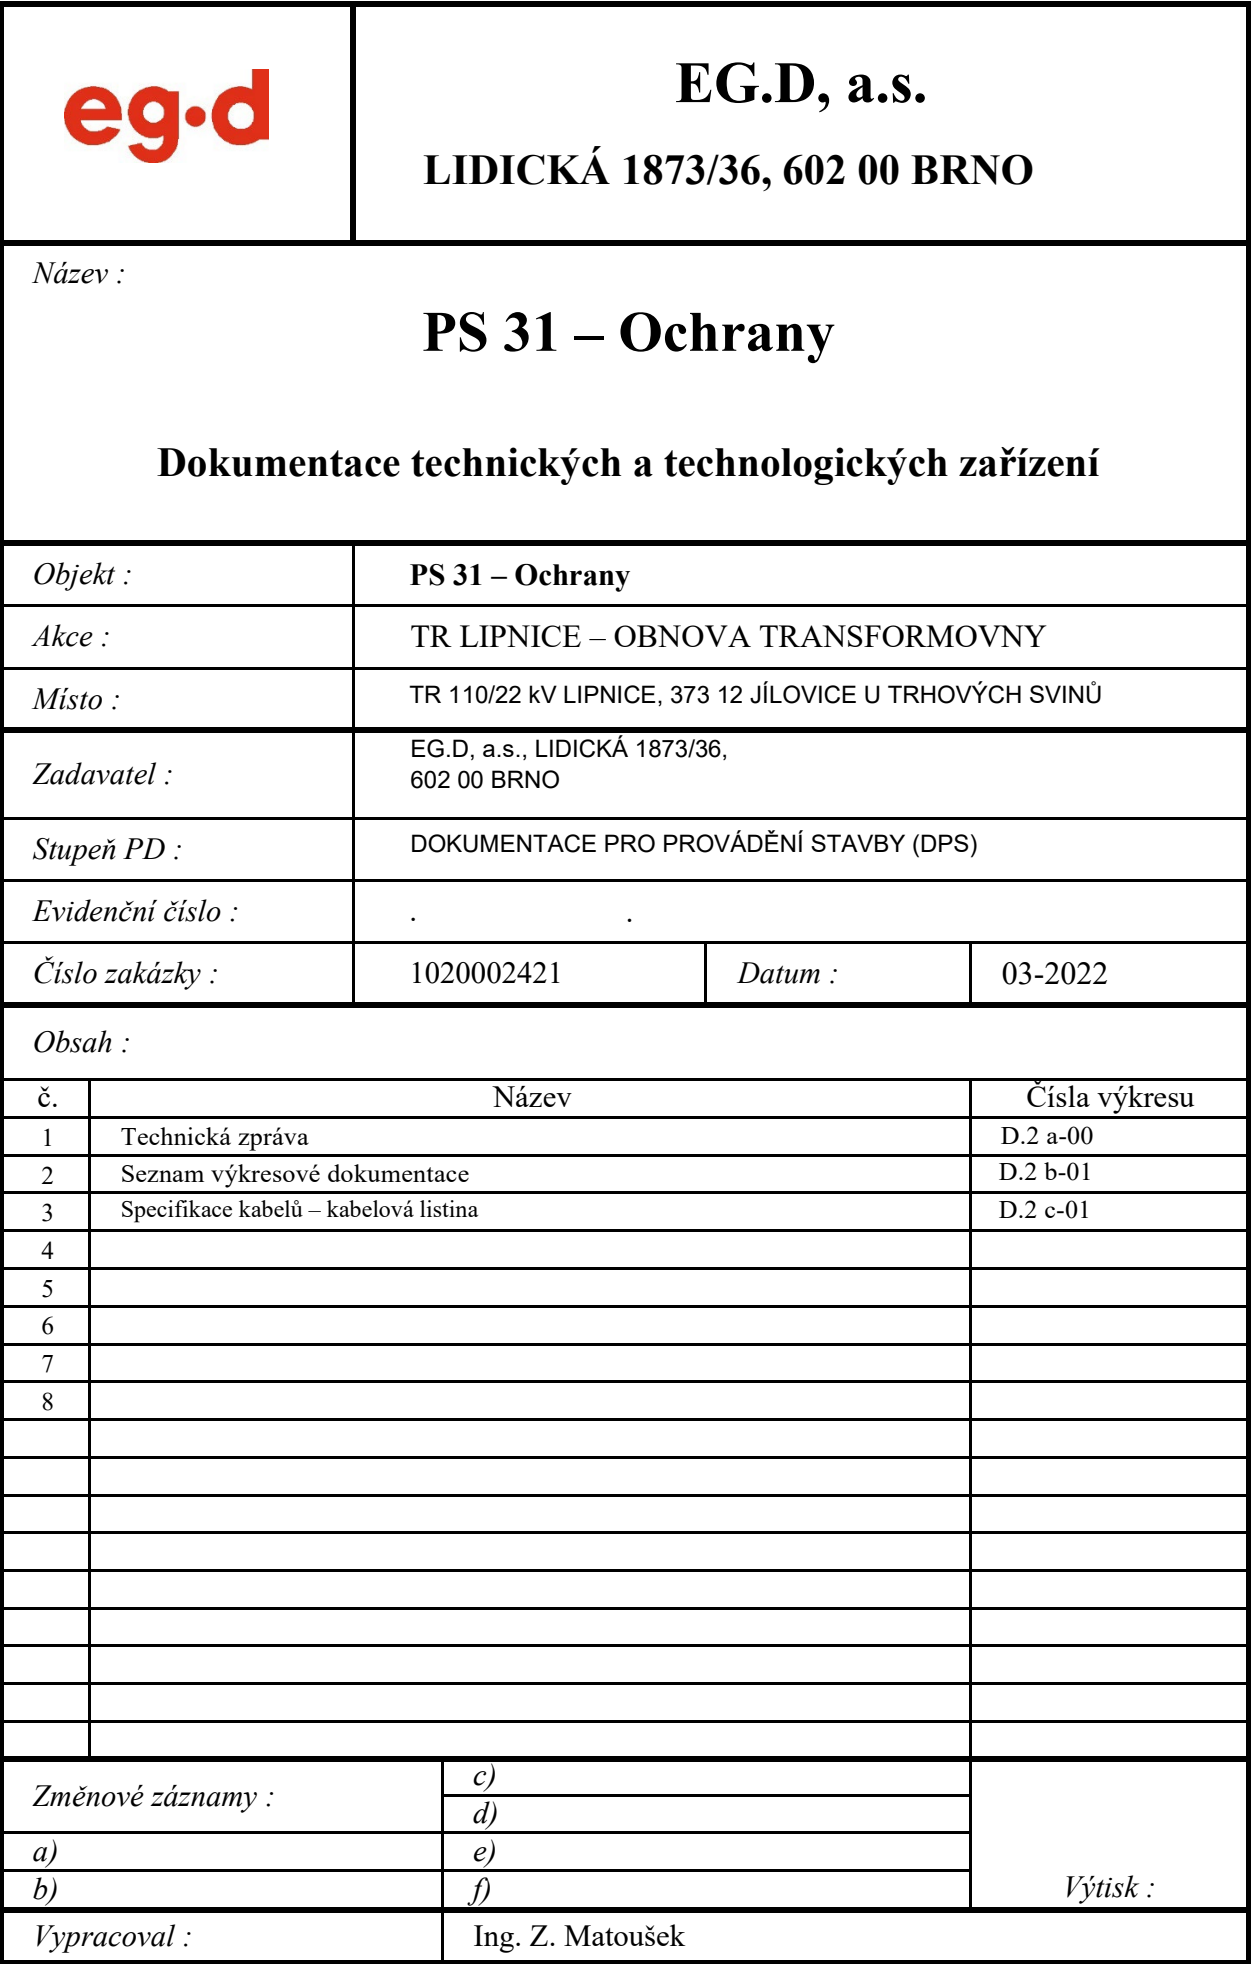 eg·d
EG.D, a.s.
LIDICKÁ 1873/36, 602 00 BRNO
Název :
PS 31 – Ochrany
Dokumentace technických a technologických zařízení
Objekt : PS 31 – Ochrany
Akce : TR LIPNICE – OBNOVA TRANSFORMOVNY
Místo : TR 110/22 kV LIPNICE, 373 12 JÍLOVICE U TRHOVÝCH SVINŮ
Zadavatel : EG.D, a.s., LIDICKÁ 1873/36,
602 00 BRNO
Stupeň PD : DOKUMENTACE PRO PROVÁDĚNÍ STAVBY (DPS)
Evidenční číslo : . .
Číslo zakázky : 1020002421 Datum : 03-2022
Obsah :
č. Název Čísla výkresu
1 Technická zpráva D.2 a-00
2 Seznam výkresové dokumentace D.2 b-01
3 Specifikace kabelů – kabelová listina D.2 c-01
4
5
6
7
8
Změnové záznamy :
c)
d)
a) e)
b) f) Výtisk :
Vypracoval : Ing. Z. Matoušek